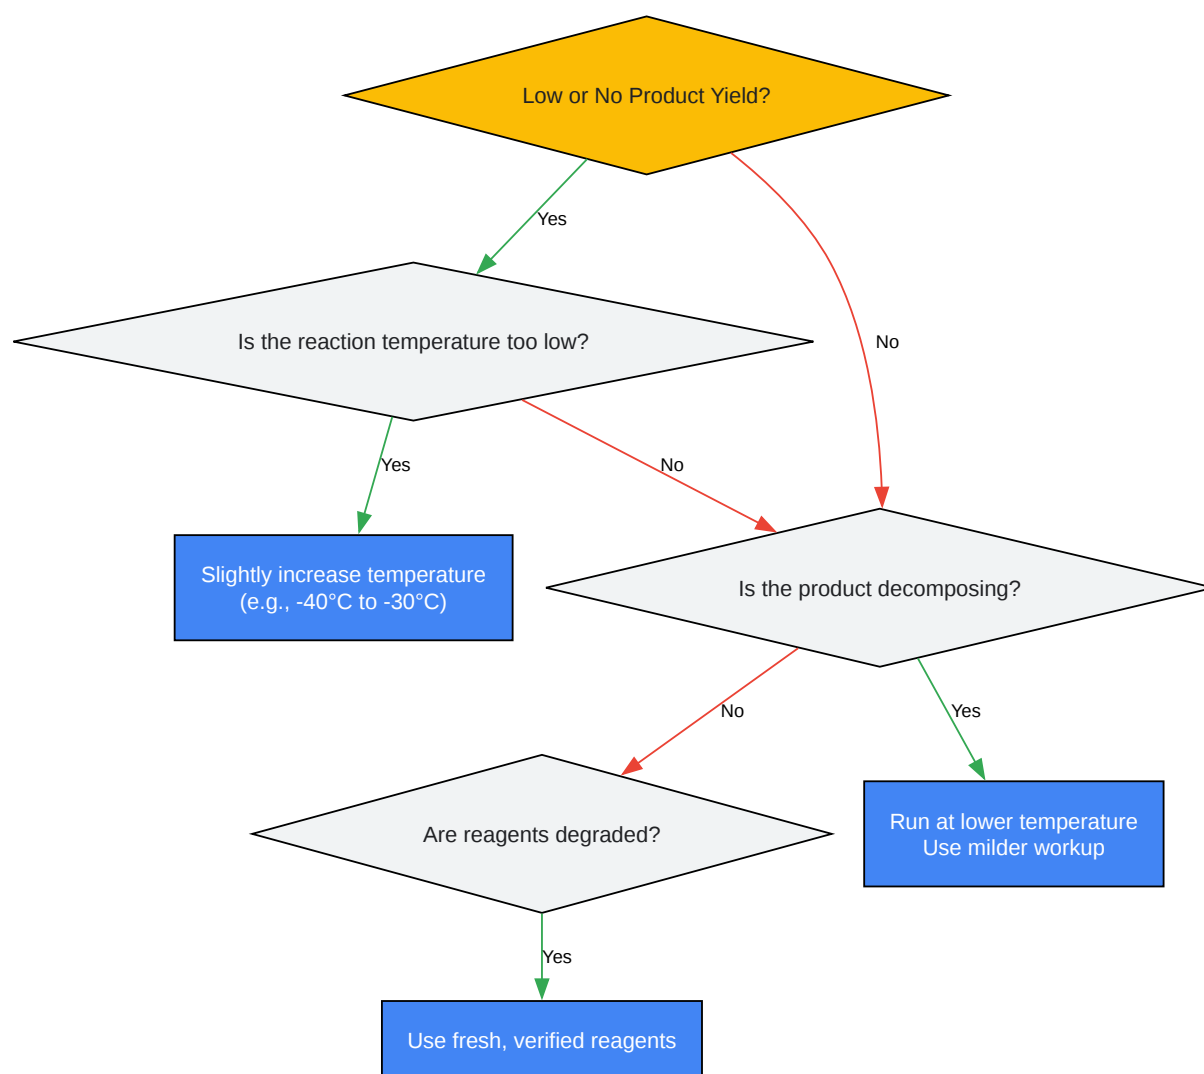 Low or No Product Yield?
Yes
Is the reaction temperature too low?
No
Yes
No
Slightly increase temperature
(e.g., -40°C to -30°C)
Is the product decomposing?
No
Yes
Run at lower temperature
Use milder workup
Are reagents degraded?
Yes
Use fresh, verified reagents